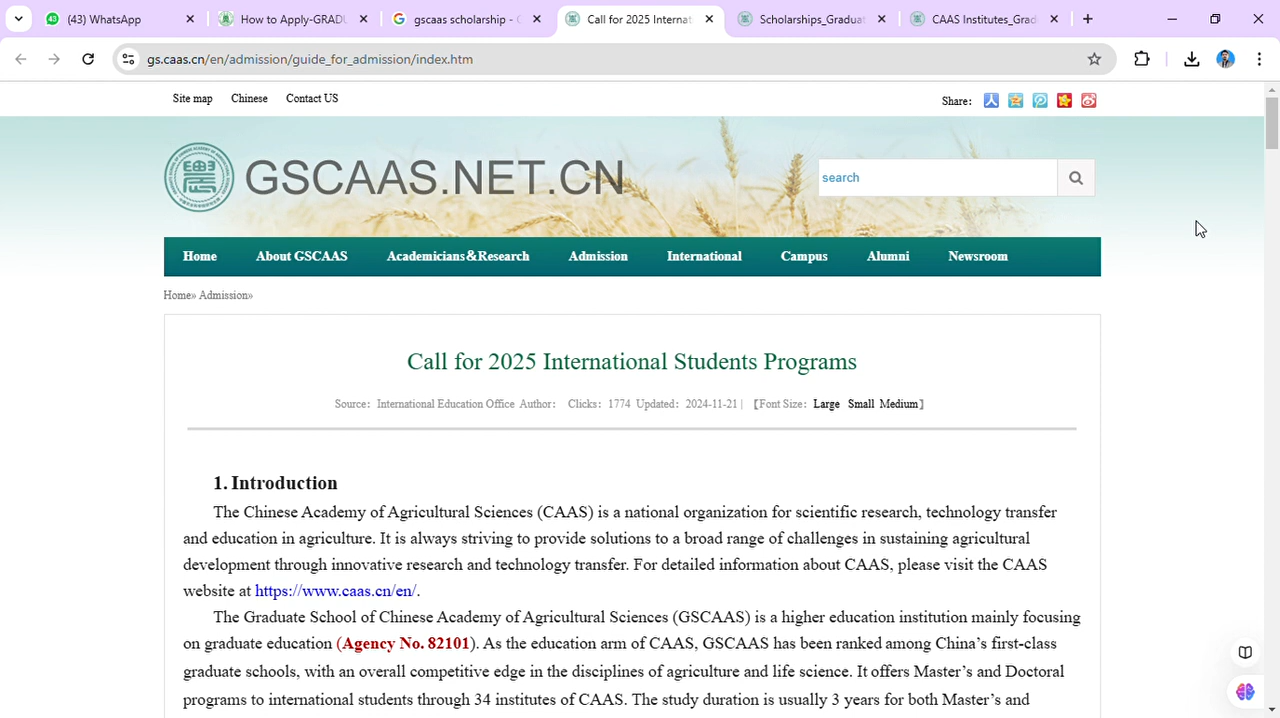 (43) WhatsApp
How to Apply-GRADU
gscaas scholarship - G
Call for 2025 Internat
Scholarships_Graduat
CAAS Institutes_Grad
gs.caas.cn/en/admission/guide_for_admission/index.htm
Site map Chinese Contact US
Share:
GSCAAS.NET.CN
search
Home About GSCAAS Academicians&Research Admission International Campus Alumni Newsroom
Home» Admission»
Call for 2025 International Students Programs
Source: International Education Office Author: Clicks: 1774 Updated: 2024-11-21 | 【Font Size: Large Small Medium】
1. Introduction
The Chinese Academy of Agricultural Sciences (CAAS) is a national organization for scientific research, technology transfer
and education in agriculture. It is always striving to provide solutions to a broad range of challenges in sustaining agricultural
development through innovative research and technology transfer. For detailed information about CAAS, please visit the CAAS
website at https://www.caas.cn/en/.
The Graduate School of Chinese Academy of Agricultural Sciences (GSCAAS) is a higher education institution mainly focusing
on graduate education (Agency No. 82101). As the education arm of CAAS, GSCAAS has been ranked among China's first-class
graduate schools, with an overall competitive edge in the disciplines of agriculture and life science. It offers Master's and Doctoral
programs to international students through 34 institutes of CAAS. The study duration is usually 3 years for both Master's and